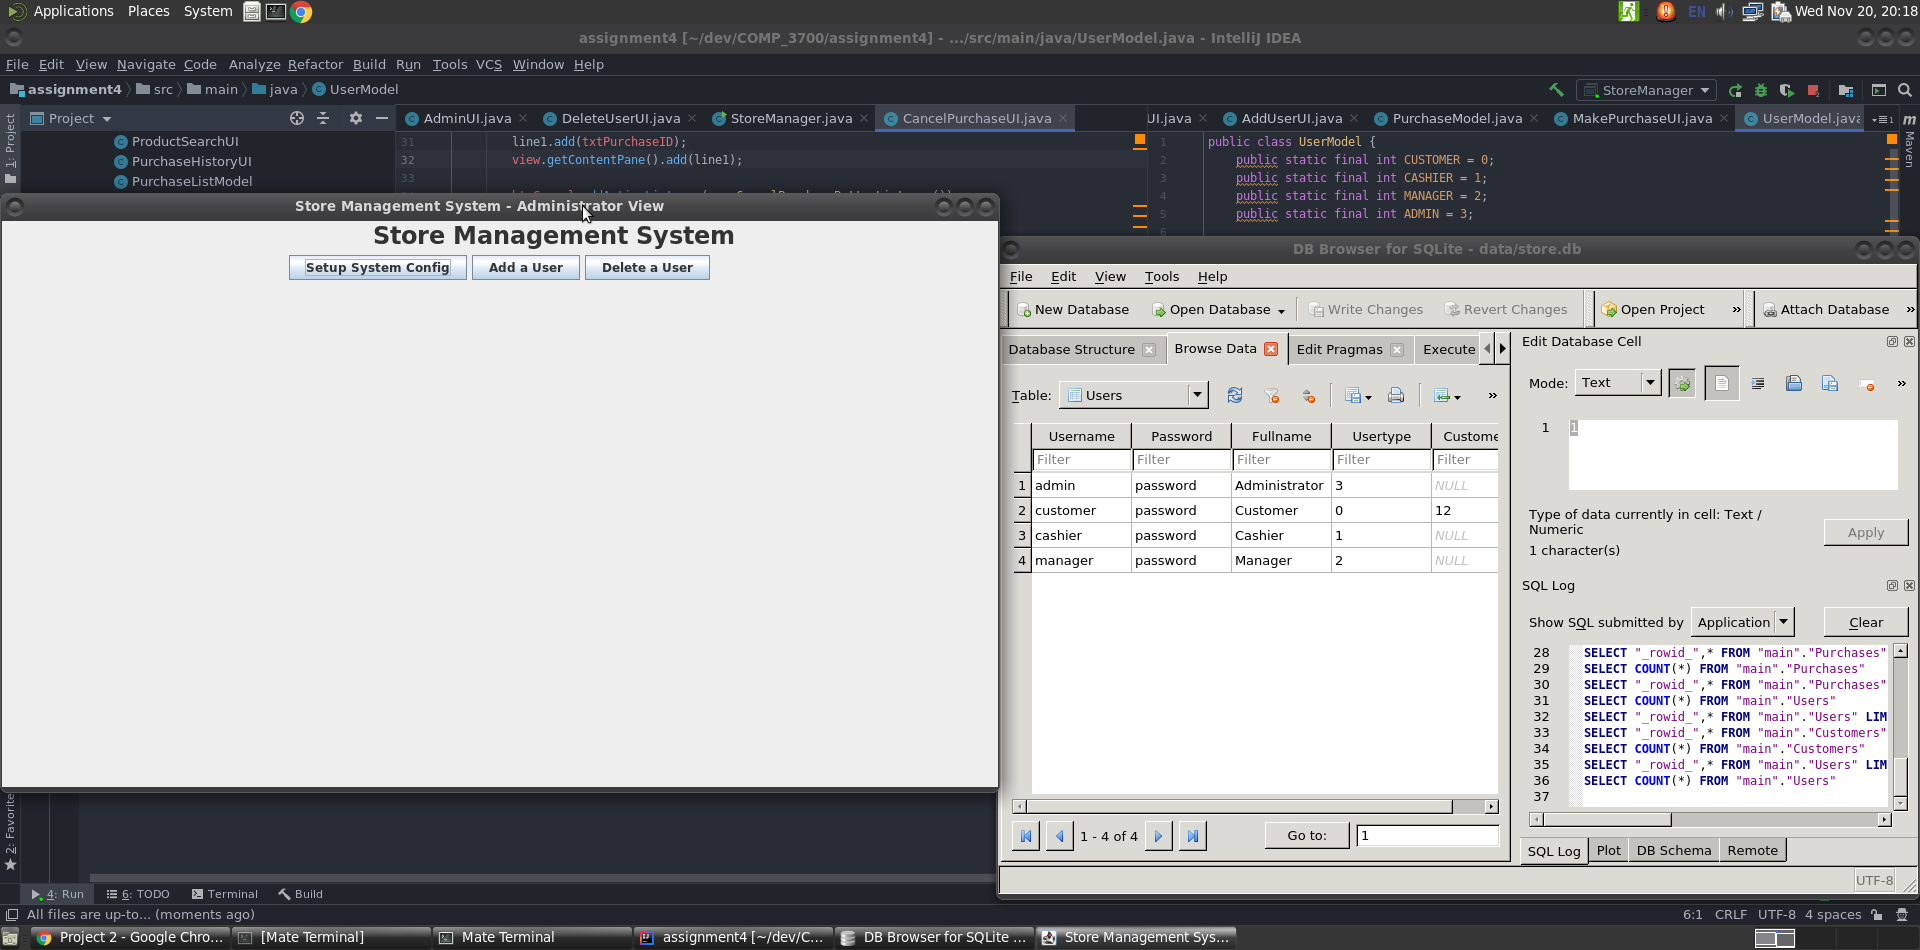 Applications Places System EN Wed Nov 20, 20:18
assignment4 [~/dev/COMP_3700/assignment4] - .../src/main/java/UserModel.java - IntelliJ IDEA
File Edit View Navigate Code Analyze Refactor Build Run Tools VCS Window Help
assignment4 src main java UserModel StoreManager
1: Project
Project
AdminUI.java DeleteUserUI.java StoreManager.java CancelPurchaseUI.java UI.java AddUserUI.java PurchaseModel.java MakePurchaseUI.java UserModel.java
Maven
ProductSearchUI
PurchaseHistoryUI
PurchaseListModel
31 line1.add(txtPurchaseID);
32 view.getContentPane().add(line1);
33
1 public class UserModel {
2 public static final int CUSTOMER = 0;
3 public static final int CASHIER = 1;
4 public static final int MANAGER = 2;
5 public static final int ADMIN = 3;
6
Store Management System - Administrator View
Store Management System
Setup System Config Add a User Delete a User
DB Browser for SQLite - data/store.db
File Edit View Tools Help
New Database Open Database Write Changes Revert Changes Open Project » Attach Database »
Database Structure Browse Data Edit Pragmas Execute
Table: Users »
Username Password Fullname Usertype Custome
Filter Filter Filter Filter Filter
1 admin password Administrator 3 NULL
2 customer password Customer 0 12
3 cashier password Cashier 1 NULL
4 manager password Manager 2 NULL
1 - 4 of 4 Go to: 1
Edit Database Cell
Mode: Text »
1 1
Type of data currently in cell: Text /
Numeric
1 character(s)
Apply
SQL Log
Show SQL submitted by Application Clear
28 SELECT "_rowid_",* FROM "main"."Purchases"
29 SELECT COUNT(*) FROM "main"."Purchases"
30 SELECT "_rowid_",* FROM "main"."Purchases"
31 SELECT COUNT(*) FROM "main"."Users"
32 SELECT "_rowid_",* FROM "main"."Users" LIM
33 SELECT "_rowid_",* FROM "main"."Customers"
34 SELECT COUNT(*) FROM "main"."Customers"
35 SELECT "_rowid_",* FROM "main"."Users" LIM
36 SELECT COUNT(*) FROM "main"."Users"
37
SQL Log Plot DB Schema Remote
UTF-8
2: Favorite
4: Run 6: TODO Terminal Build
All files are up-to... (moments ago) 6:1 CRLF UTF-8 4 spaces
Project 2 - Google Chro... [Mate Terminal] Mate Terminal assignment4 [~/dev/C... DB Browser for SQLite ... Store Management Sys...